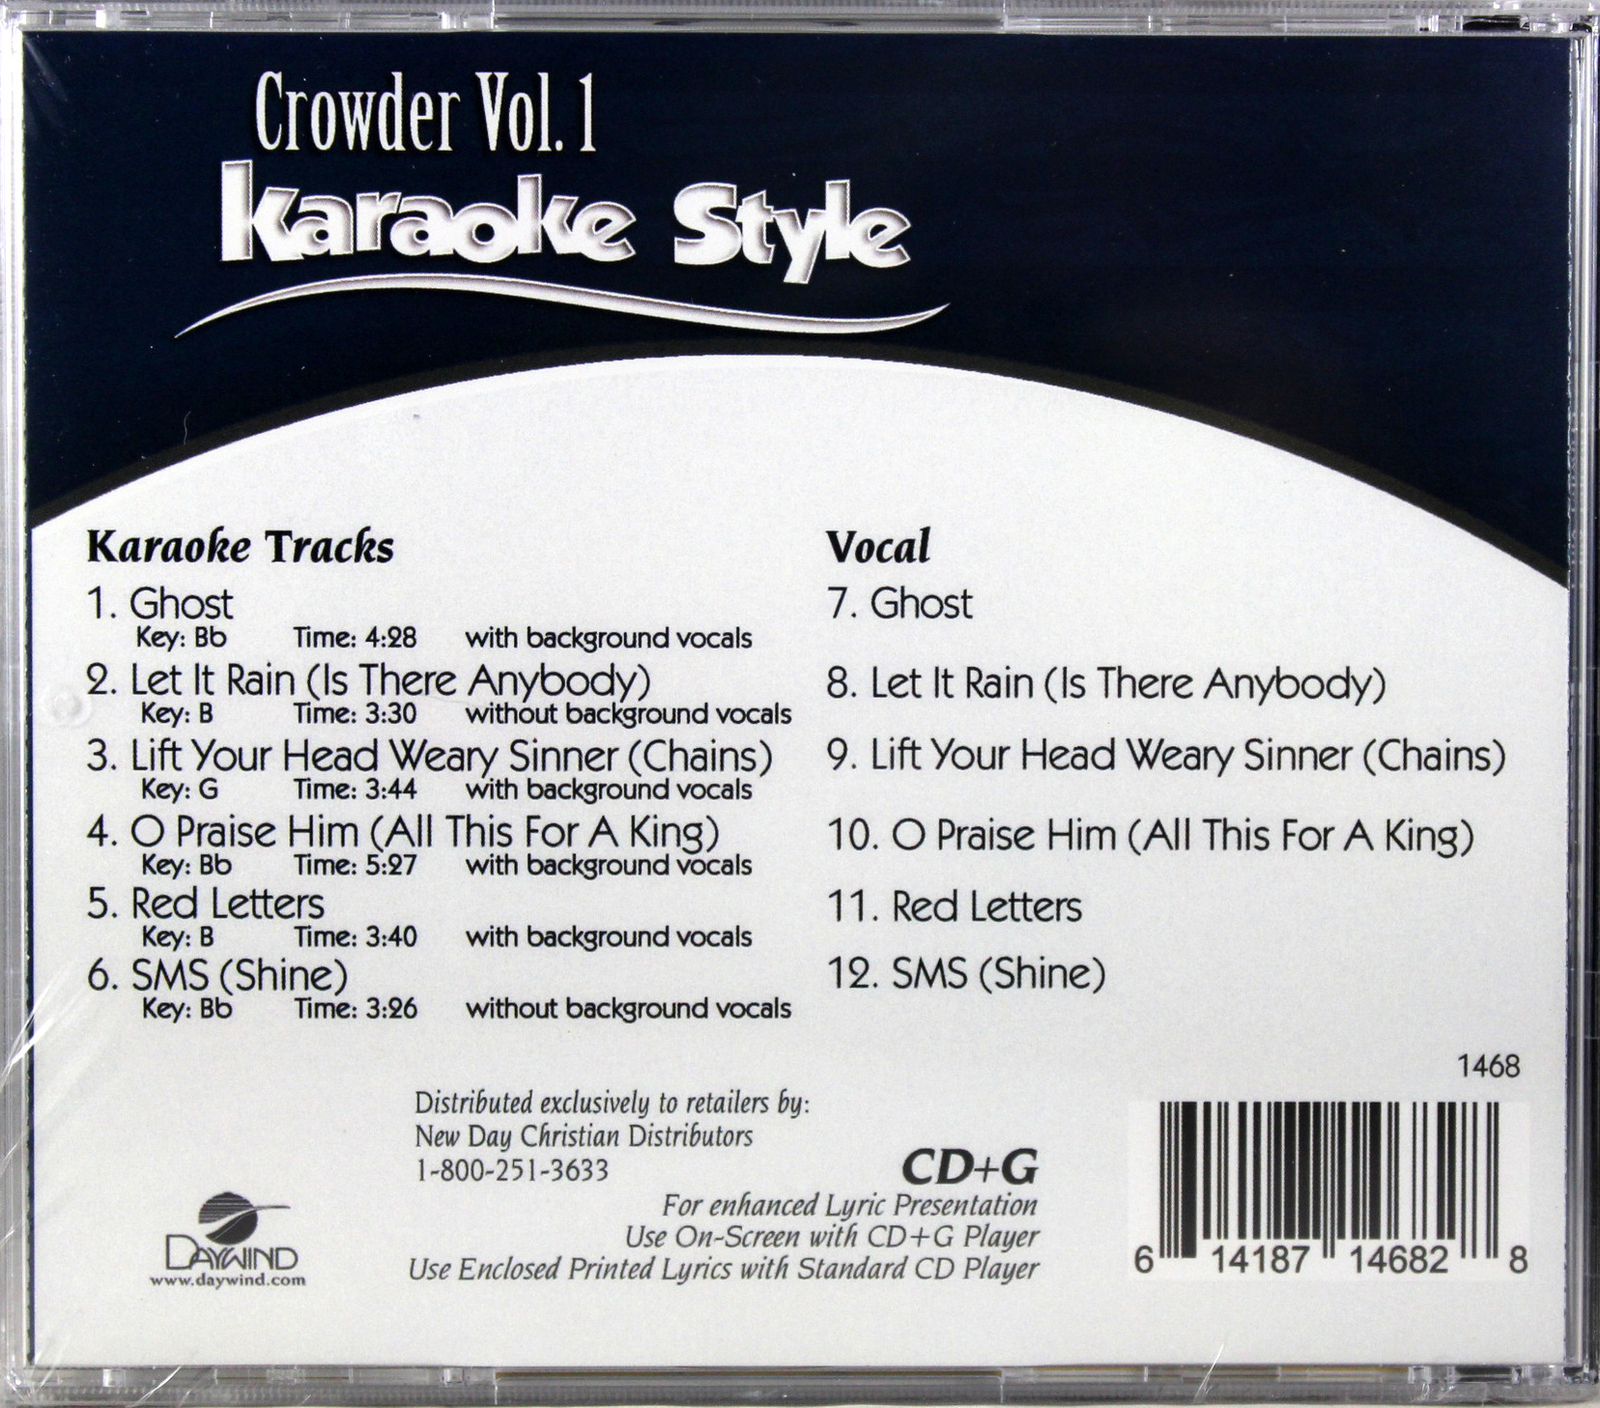 Crowder Vol. 1
Karaoke Style
Karaoke Tracks
1. Ghost
Key: Bb Time: 4:28 with background vocals
2. Let It Rain (Is There Anybody)
Key: B Time: 3:30 without background vocals
3. Lift Your Head Weary Sinner (Chains)
Key: G Time: 3:44 with background vocals
4. O Praise Him (All This For A King)
Key: Bb Time: 5:27 with background vocals
5. Red Letters
Key: B Time: 3:40 with background vocals
6. SMS (Shine)
Key: Bb Time: 3:26 without background vocals
Vocal
7. Ghost
8. Let It Rain (Is There Anybody)
9. Lift Your Head Weary Sinner (Chains)
10. O Praise Him (All This For A King)
11. Red Letters
12. SMS (Shine)
1468
Distributed exclusively to retailers by:
New Day Christian Distributors
1-800-251-3633
CD+G
For enhanced Lyric Presentation
Use On-Screen with CD+G Player
Use Enclosed Printed Lyrics with Standard CD Player
DAYWIND
www.daywind.com
6 14187 14682 8